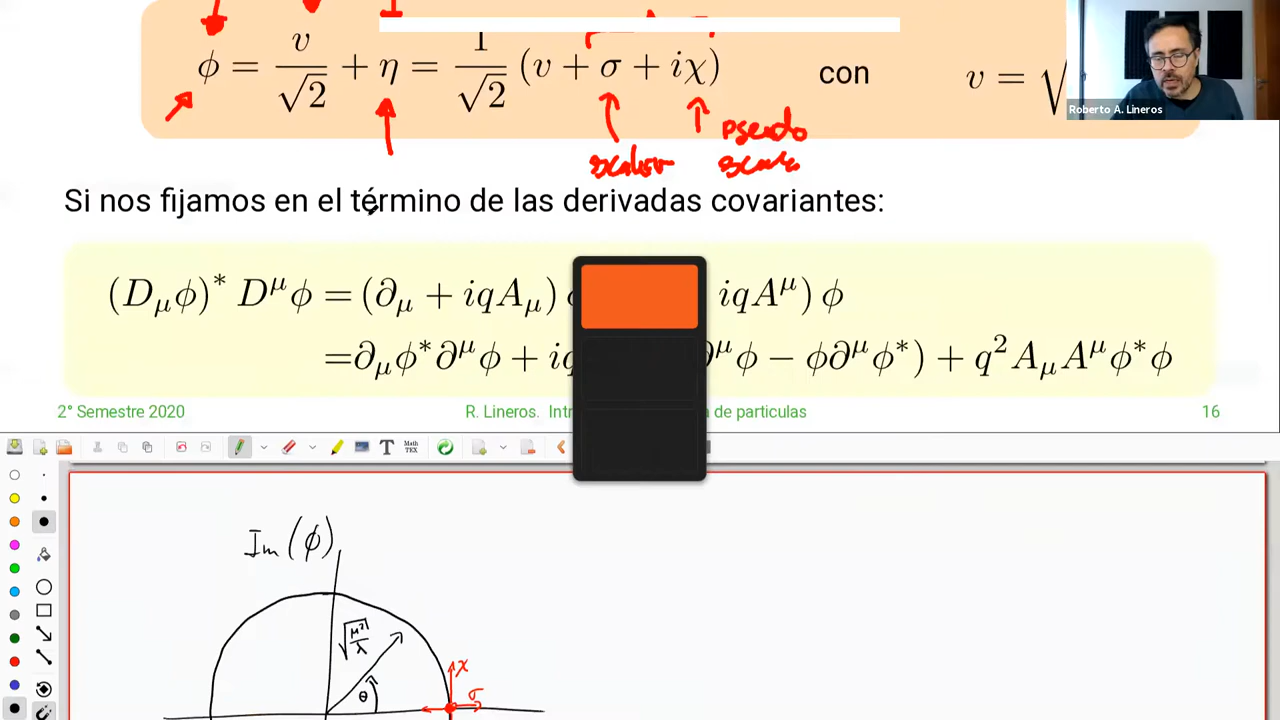 ϕ = v/√2 + η = 1/√2 (v + σ + iχ) con v = √
Roberto A. Lineros
Pseudo
escalar
Si nos fijamos en el término de las derivadas covariantes:
(D_μϕ)* D^μϕ = (∂_μ + iqA_μ) iqA^μ) ϕ
=∂_μϕ*∂^μϕ + iq ∂^μϕ − ϕ∂^μϕ*) + q²A_μA^μϕ*ϕ
2° Semestre 2020 R. Lineros. de particulas 16
T Math TEX
Im(ϕ)
√μ²/λ
χ
θ σ